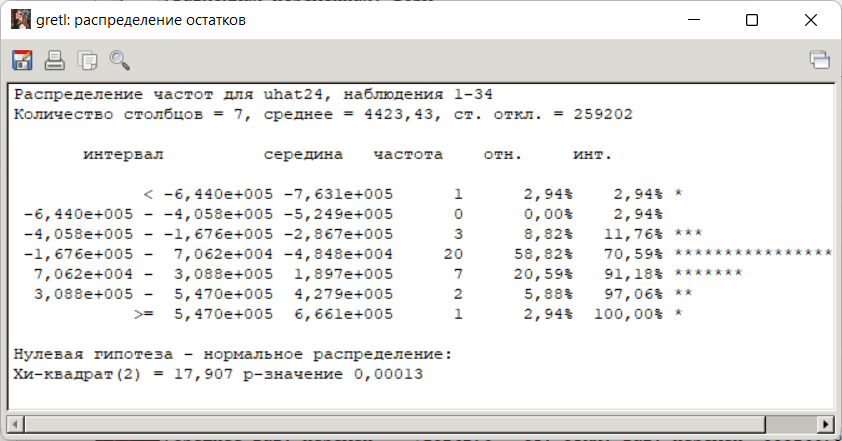 gretl: распределение остатков
Распределение частот для uhat24, наблюдения 1-34
Количество столбцов = 7, среднее = 4423,43, ст. откл. = 259202
интервал середина частота отн. инт.
< -6,440e+005 -7,631e+005 1 2,94% 2,94% *
-6,440e+005 - -4,058e+005 -5,249e+005 0 0,00% 2,94%
-4,058e+005 - -1,676e+005 -2,867e+005 3 8,82% 11,76% ***
-1,676e+005 - 7,062e+004 -4,848e+004 20 58,82% 70,59% ****************
7,062e+004 - 3,088e+005 1,897e+005 7 20,59% 91,18% *******
3,088e+005 - 5,470e+005 4,279e+005 2 5,88% 97,06% **
>= 5,470e+005 6,661e+005 1 2,94% 100,00% *
Нулевая гипотеза - нормальное распределение:
Хи-квадрат(2) = 17,907 р-значение 0,00013